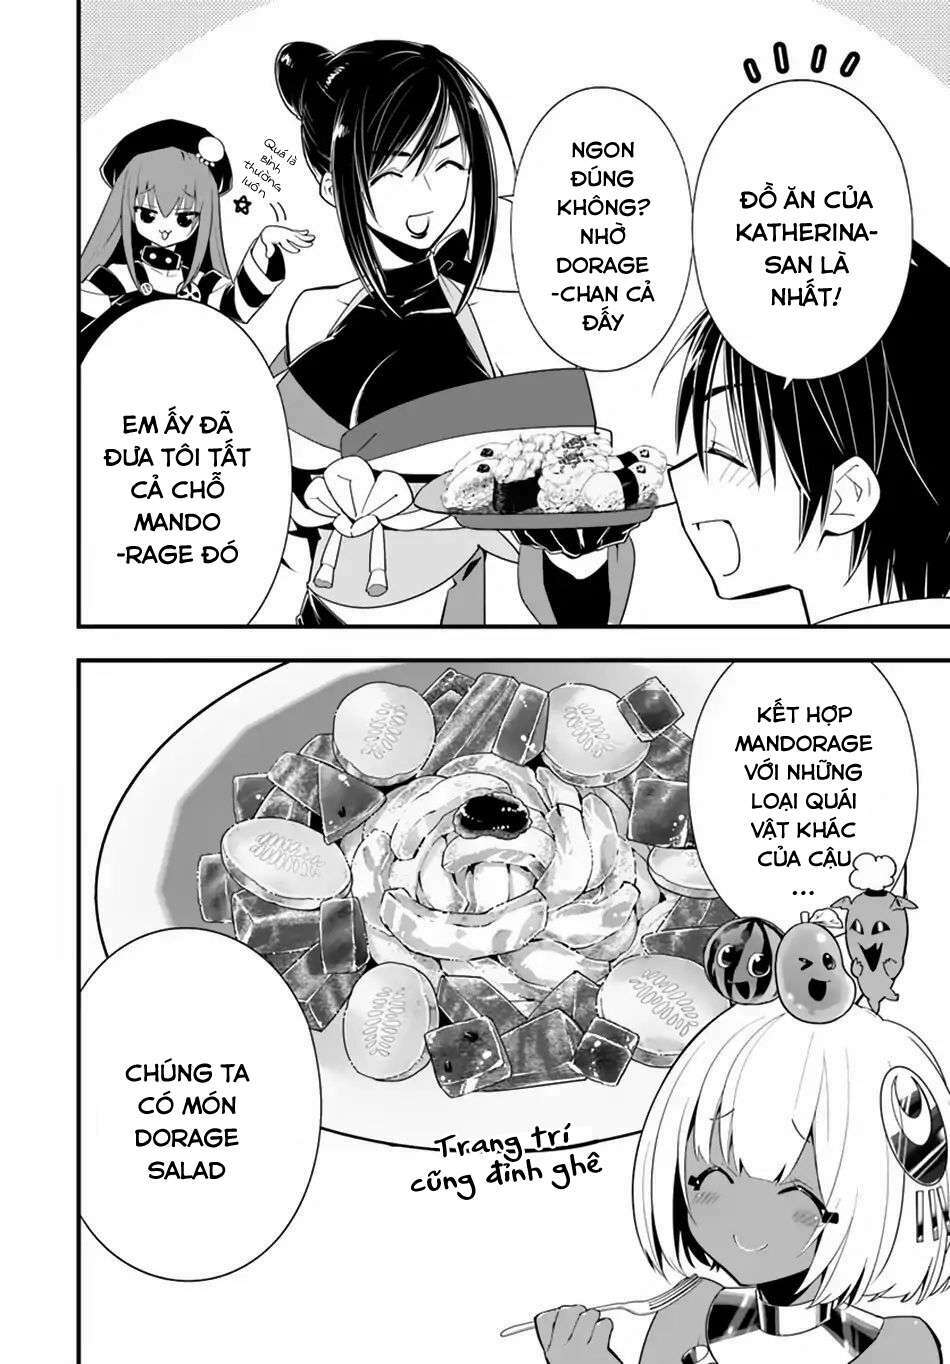 ĐỒ ĂN CỦA
KATHERINA-
SAN LÀ
NHẤT!
NGON
ĐÚNG
KHÔNG?
NHỜ
DORAGE
-CHAN CẢ
ĐẤY
Quá là
bình
thường
luôn
EM ẤY ĐÃ
ĐƯA TÔI TẤT
CẢ CHỖ
MANDO
-RAGE ĐÓ
KẾT HỢP
MANDORAGE
VỚI NHỮNG
LOẠI QUÁI
VẬT KHÁC
CỦA CẬU
...
CHÚNG TA
CÓ MÓN
DORAGE
SALAD
Trang trí
cũng đỉnh ghê